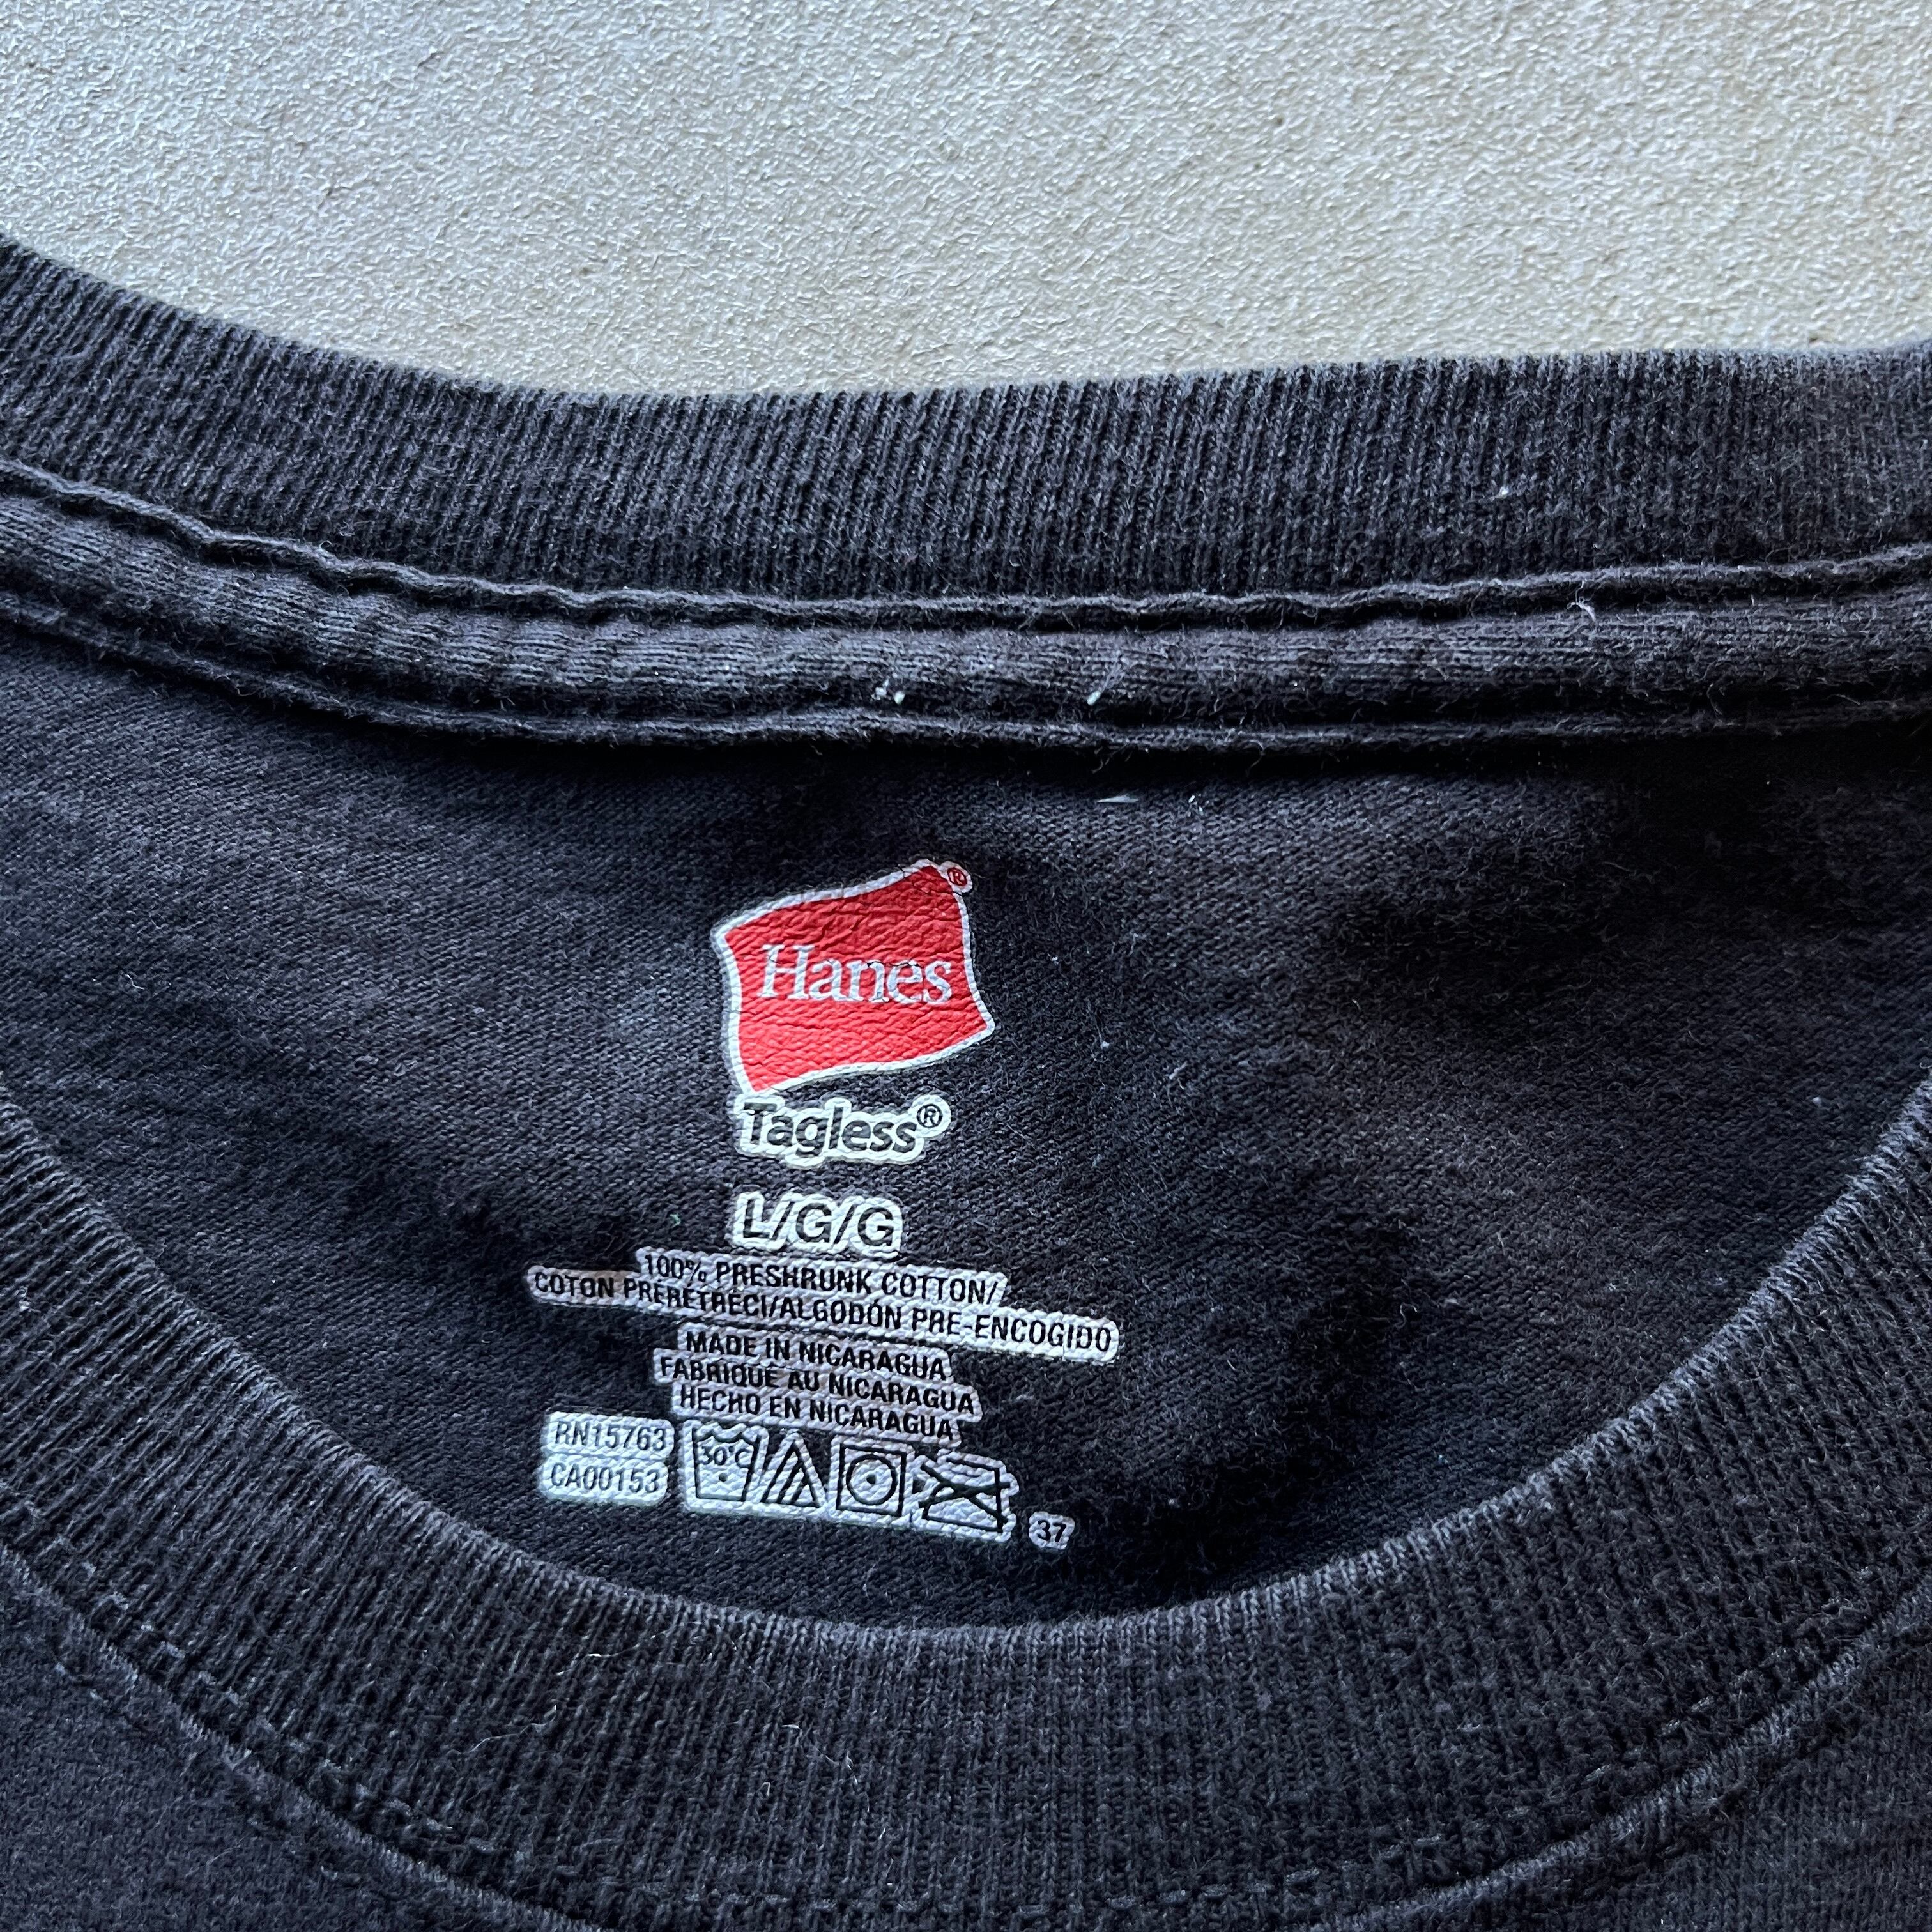 Hanes®
Tagless®
L/G/G
100% PRESHRUNK COTTON/
COTON PRÉRÉTRÉCI/ALGODÓN PRE-ENCOGIDO
MADE IN NICARAGUA
FABRIQUÉ AU NICARAGUA
HECHO EN NICARAGUA
RN15763
CA00153
30°C
37